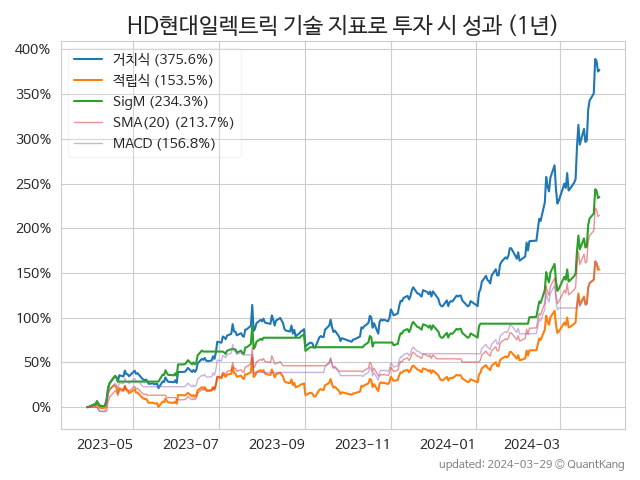 HD현대일렉트릭 기술 지표로 투자 시 성과 (1년)
400%
350%
300%
250%
200%
150%
100%
50%
0%
거치식 (375.6%)
적립식 (153.5%)
SigM (234.3%)
SMA(20) (213.7%)
MACD (156.8%)
2023-05
2023-07
2023-09
2023-11
2024-01
2024-03
updated: 2024-03-29 © QuantKang